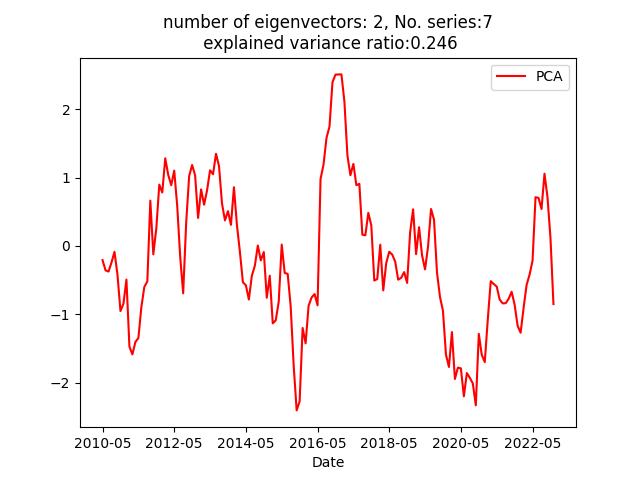 number of eigenvectors: 2, No. series:7
explained variance ratio:0.246
PCA
2
1
0
−1
−2
2010-05 2012-05 2014-05 2016-05 2018-05 2020-05 2022-05
Date